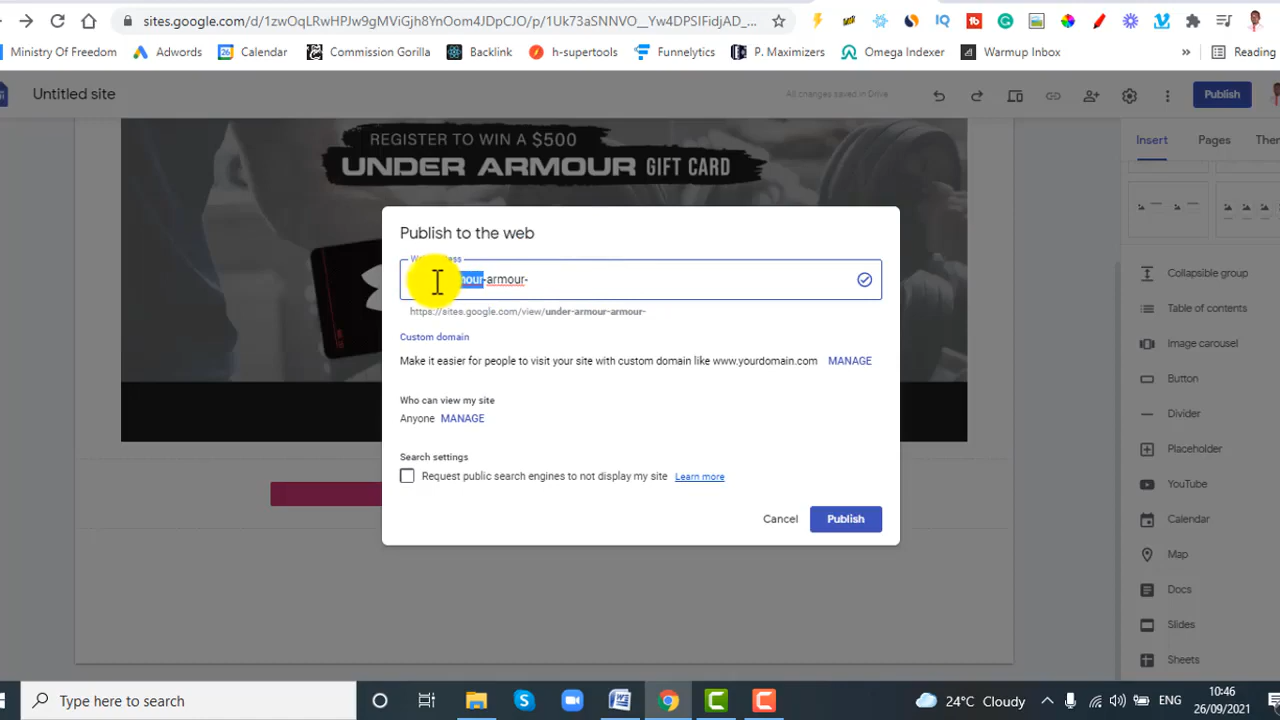 sites.google.com/d/1zwOqLRwHPJw9gMViGjh8YnOom4JDpCJO/p/1Uk73aSNNVO__Yw4DPSIFidjAD_...
Ministry Of Freedom
Adwords
Calendar
Commission Gorilla
Backlink
h-supertools
Funnelytics
P. Maximizers
Omega Indexer
Warmup Inbox
»
Reading
Untitled site
All changes saved in Drive
Publish
REGISTER TO WIN A $500
UNDER ARMOUR GIFT CARD
Insert
Pages
Publish to the web
-armour-
https://sites.google.com/view/under-armour-armour-
Custom domain
Make it easier for people to visit your site with custom domain like www.yourdomain.com MANAGE
Who can view my site
Anyone MANAGE
Search settings
Request public search engines to not display my site Learn more
Cancel
Publish
Collapsible group
Table of contents
Image carousel
Button
Divider
Placeholder
YouTube
Calendar
Map
Docs
Slides
Sheets
Type here to search
24°C Cloudy
ENG
10:46
26/09/2021